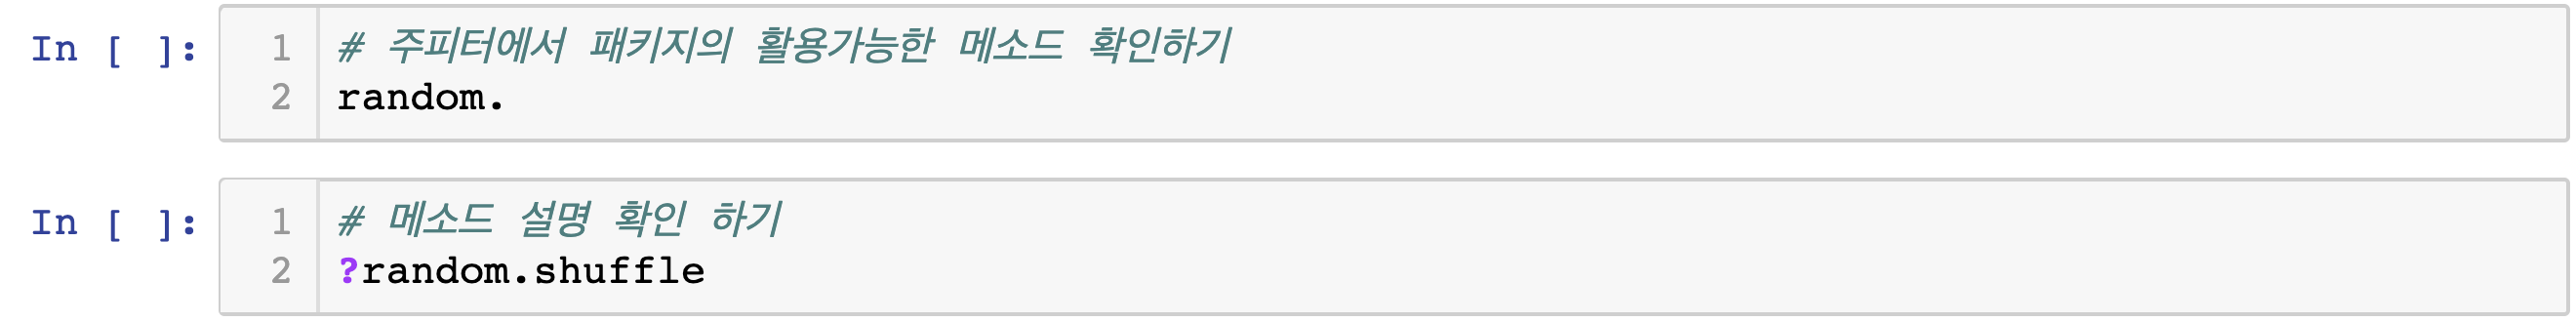 In [ ]:
1 # 주피터에서 패키지의 활용가능한 메소드 확인하기
2 random.
In [ ]:
1 # 메소드 설명 확인 하기
2 ?random.shuffle